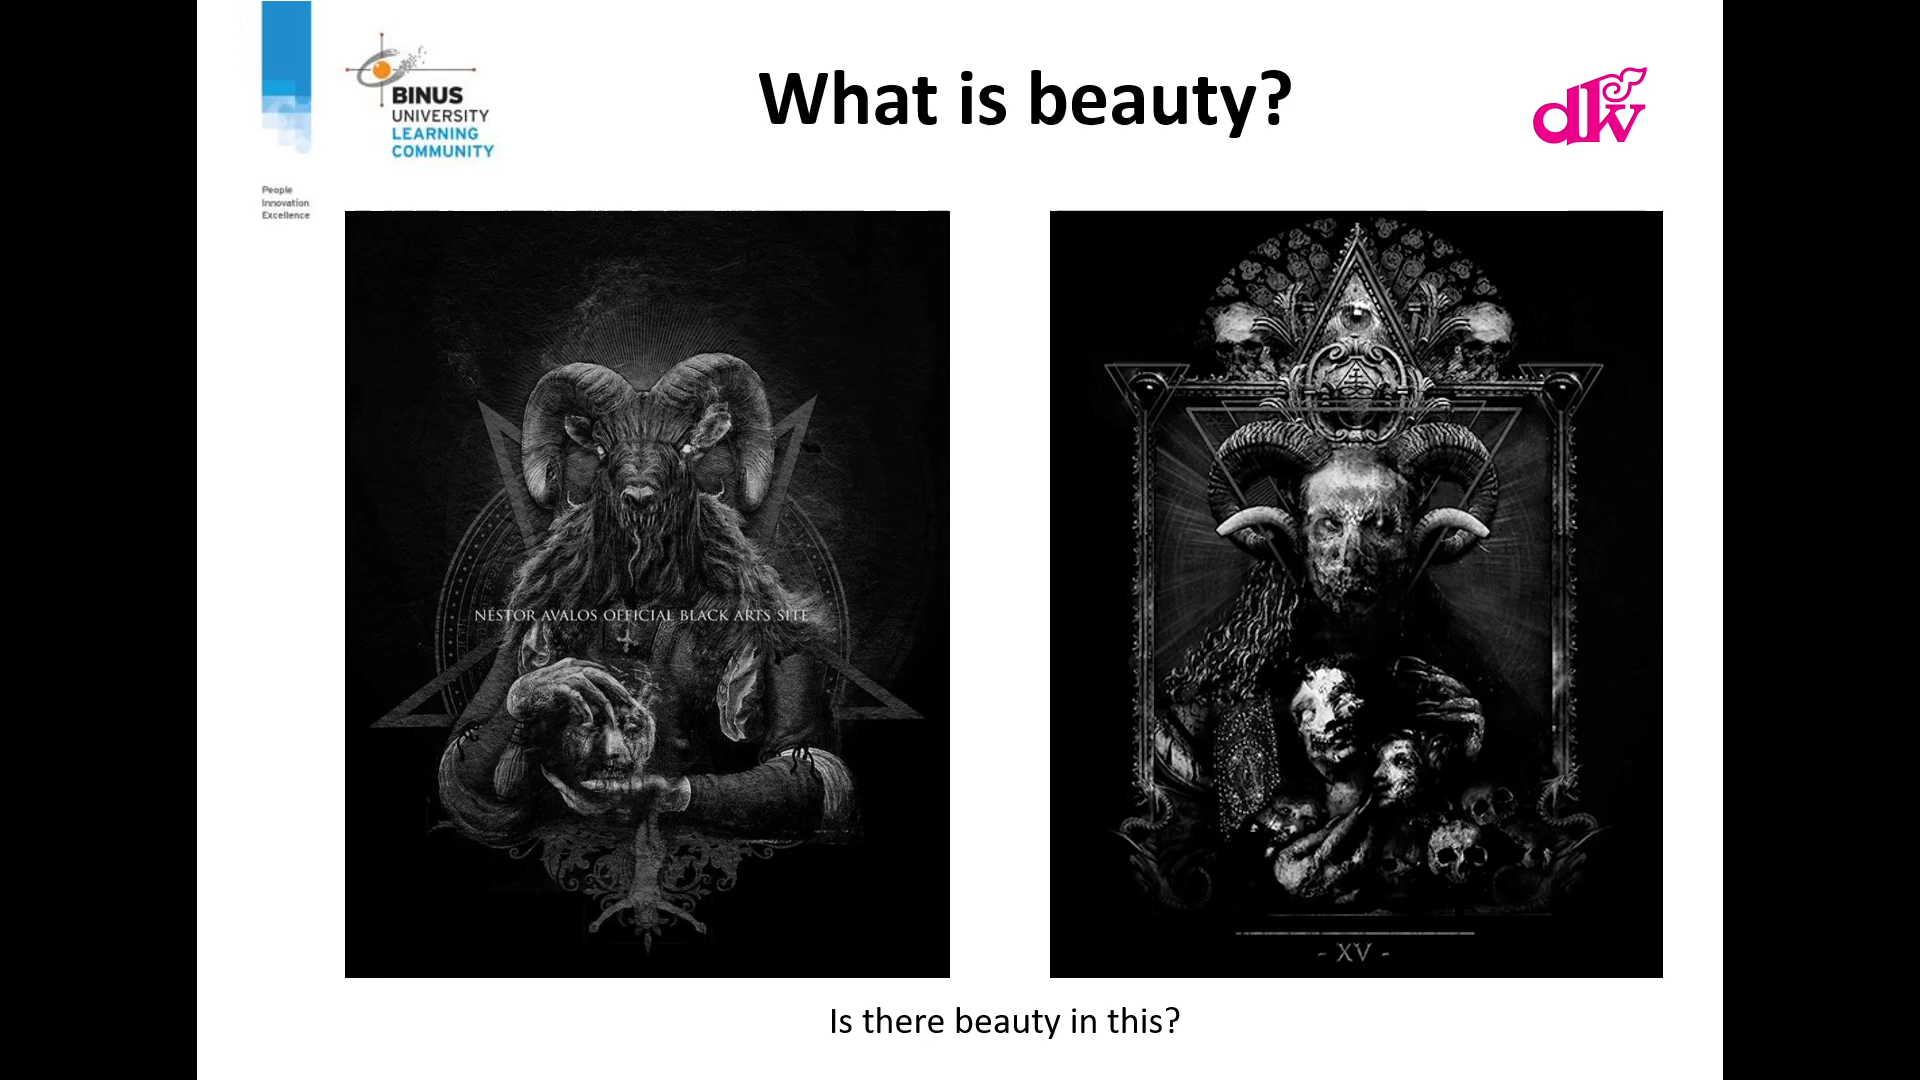 BINUS
UNIVERSITY
LEARNING
COMMUNITY
What is beauty?
dkv
People
Innovation
Excellence
NÉSTOR AVALOS OFFICIAL BLACK ARTS SITE
- XV -
Is there beauty in this?